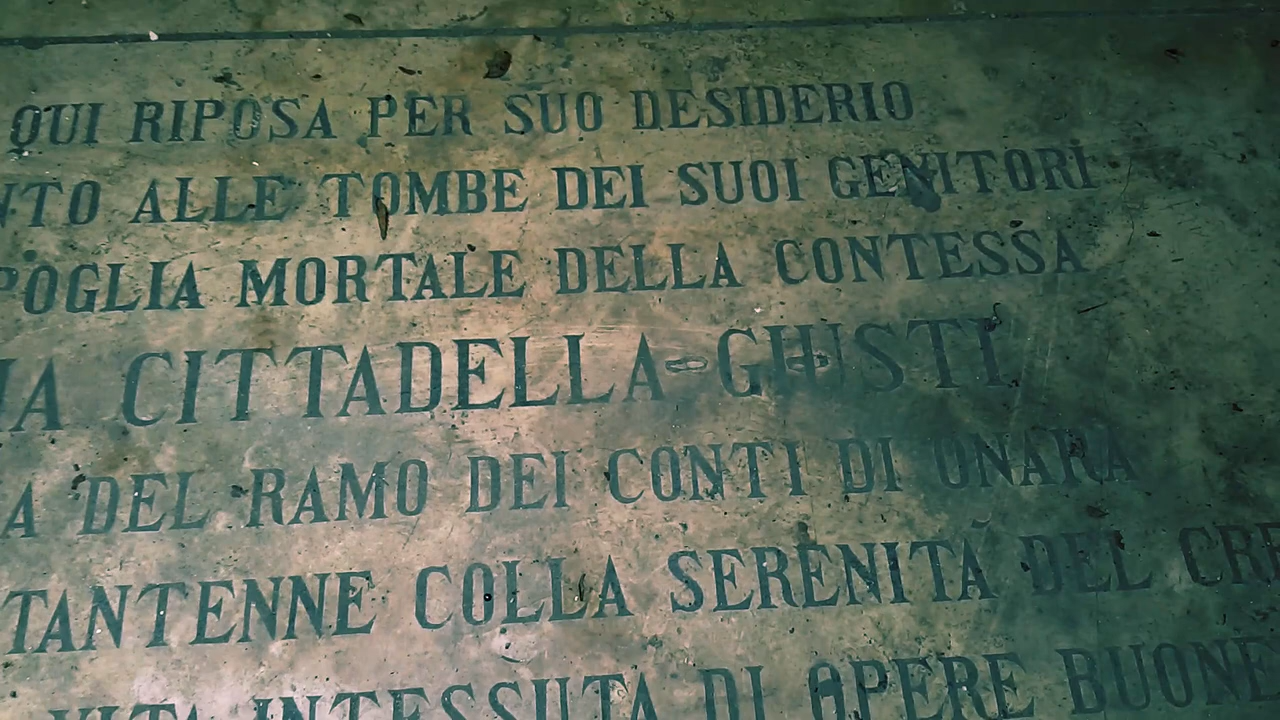 QUI RIPOSA PER SUO DESIDERIO
NTO ALLE TOMBE DEI SUOI GENITORI
POGLIA MORTALE DELLA CONTESSA
IA CITTADELLA-GIUSTI
A DEL RAMO DEI CONTI DI ONARA
TANTENNE COLLA SERENITÀ DEL CRE
VITA INTESSUTA DI OPERE BUONE